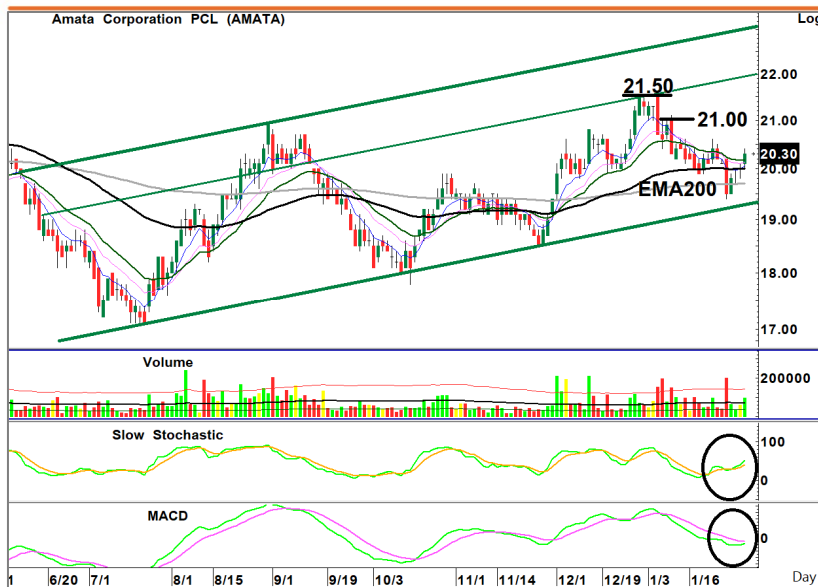 Amata Corporation PCL (AMATA)
Log
22.00
21.50
21.00
21.00
20.30
20.00
EMA200
19.00
18.00
17.00
Volume
200000
Slow Stochastic
100
0
MACD
0
1 6/20 7/1 8/1 8/15 9/1 9/19 10/3 11/1 11/14 12/1 12/19 1/3 1/16 Day